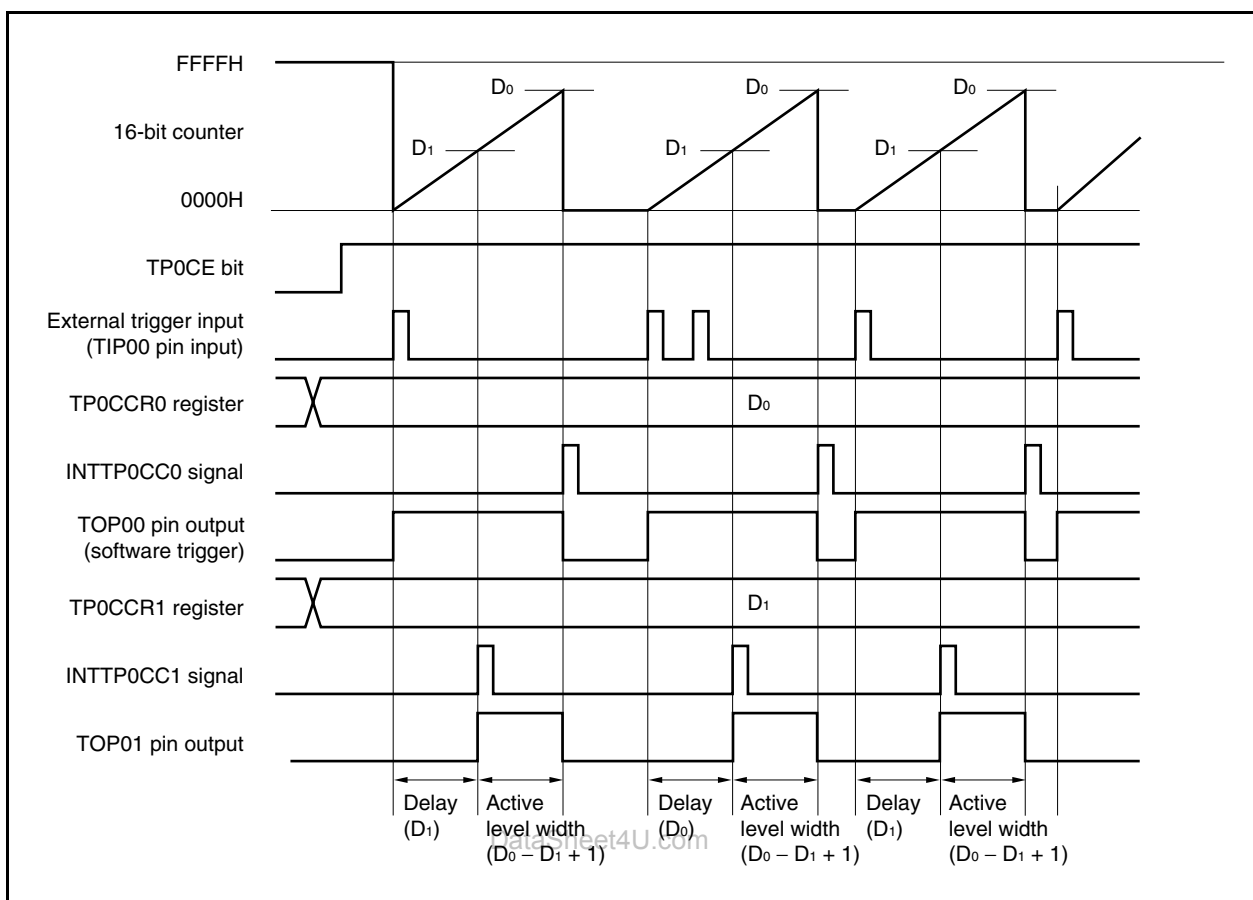 FFFFH
D0
D0
D0
16-bit counter
D1
D1
D1
0000H
TP0CE bit
External trigger input
(TIP00 pin input)
TP0CCR0 register
D0
INTTP0CC0 signal
TOP00 pin output
(software trigger)
TP0CCR1 register
D1
INTTP0CC1 signal
TOP01 pin output
Delay
(D1)
Active
level width
(D0 – D1 + 1)
Delay
(D0)
Active
level width
(D0 – D1 + 1)
Delay
(D1)
Active
level width
(D0 – D1 + 1)
DataSheet4U.com